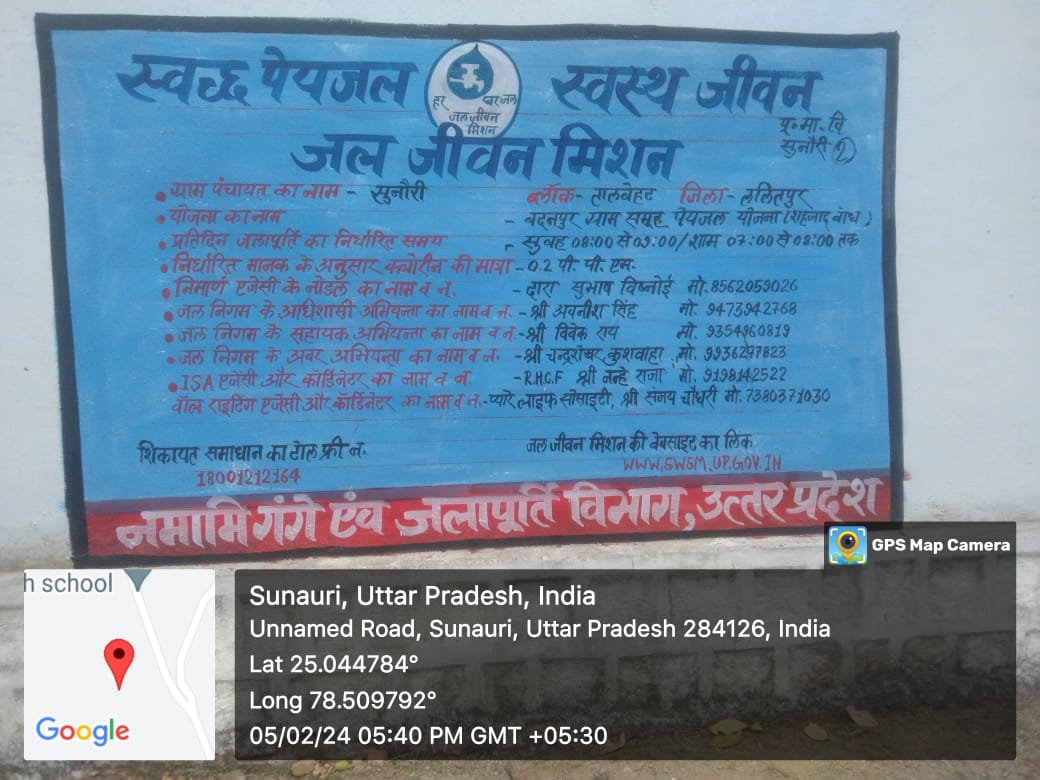 स्वच्छ पेयजल
हर घर जल
जल जीवन
मिशन
स्वस्थ जीवन
प्र॰मा॰वि
सुनौरी (2)
जल जीवन मिशन
• ग्राम पंचायत का नाम - सुनौरी ब्लॉक- तालवेहट जिला- ललितपुर
• योजना का नाम - वदनपुर ग्राम समूह पेयजल योजना (शहजाद बांध)
• प्रतिदिन जलापूर्ति का निर्धारित समय - सुवह 08:00 से 09:00/शाम 07:00 से 08:00 तक
• निर्धारित मानक के अनुसार क्लोरीन की मात्रा - 0.2 पी. पी. एम.
• निमार्ण एजेंसी के नोडल का नाम व न. - द्वारा सुभाष विष्नोई मो. 8562059026
• जल निगम के अधिशासी अभियन्ता का नाम व न. - श्री अवनीश सिंह मो. 9473942768
• जल निगम के सहायक अभियन्ता का नाम व न. - श्री विवेक राय मो. 9354960819
• जल निगम के अवर अभियन्ता का नाम व न. - श्री चन्द्रशेखर कुशवाहा मो. 9936297823
• ISA एजेंसी और कॉर्डिनेटर का नाम व न. - R.H.C.F श्री नन्हे राजा मो. 9198142522
वॉल राइटिंग एजेंसी और कॉर्डिनेटर का नाम व न. - प्योर लाईफ सोसाइटी, श्री संजय चौधरी मो. 7380371030
शिकायत समाधान का टोल फ्री न. जल जीवन मिशन की वेबसाइट का लिंक
18001212164 WWW.SWSM.UP.GOV.IN
नमामि गंगे एंव जलापूर्ति विभाग, उत्तर प्रदेश
GPS Map Camera
h school
Google
Sunauri, Uttar Pradesh, India
Unnamed Road, Sunauri, Uttar Pradesh 284126, India
Lat 25.044784°
Long 78.509792°
05/02/24 05:40 PM GMT +05:30